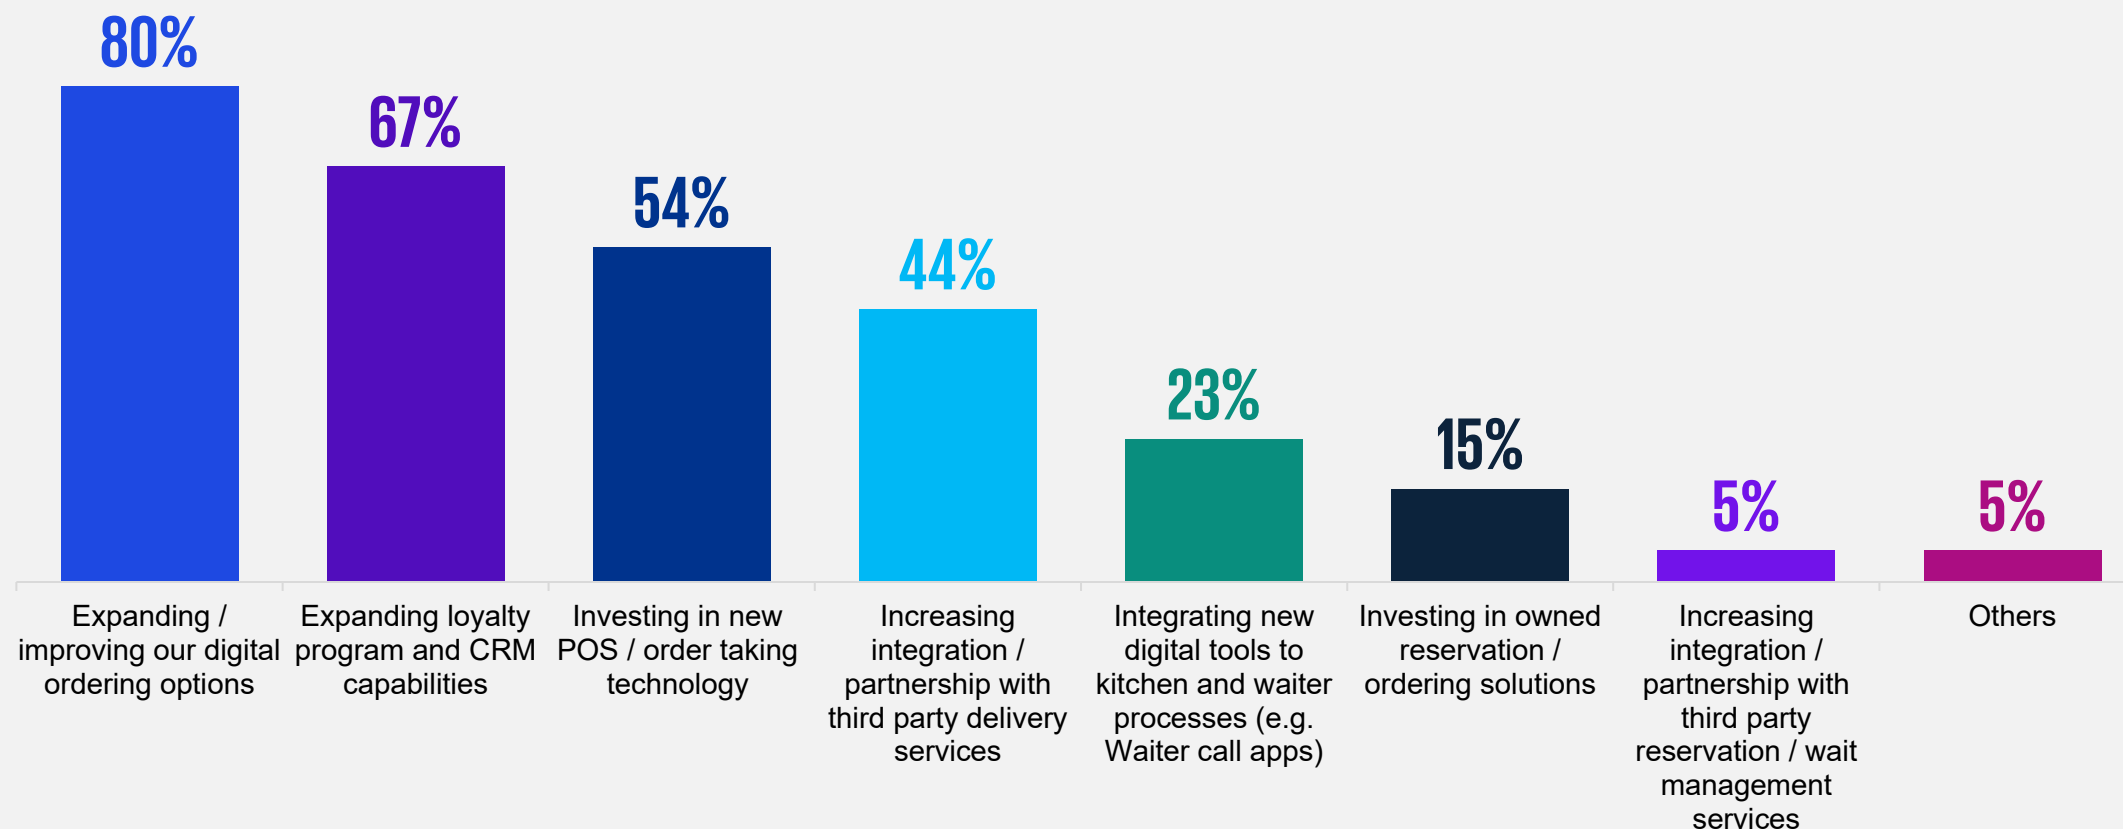 80%
67%
54%
44%
23%
15%
5%
5%
Expanding /
improving our digital
ordering options
Expanding loyalty
program and CRM
capabilities
Investing in new
POS / order taking
technology
Increasing
integration /
partnership with
third party delivery
services
Integrating new
digital tools to
kitchen and waiter
processes (e.g.
Waiter call apps)
Investing in owned
reservation /
ordering solutions
Increasing
integration /
partnership with
third party
reservation / wait
management
services
Others